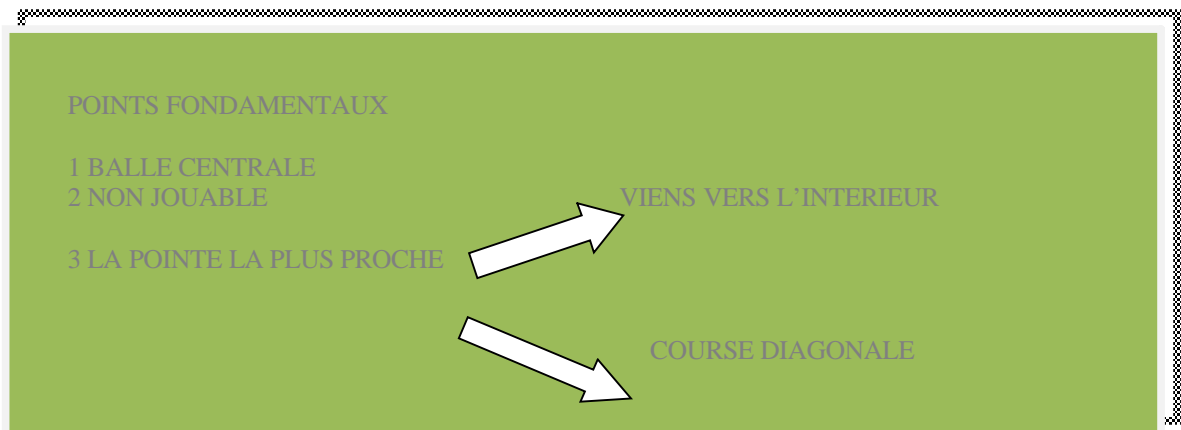 POINTS FONDAMENTAUX
1 BALLE CENTRALE
2 NON JOUABLE
VIENS VERS L’INTERIEUR
3 LA POINTE LA PLUS PROCHE
COURSE DIAGONALE